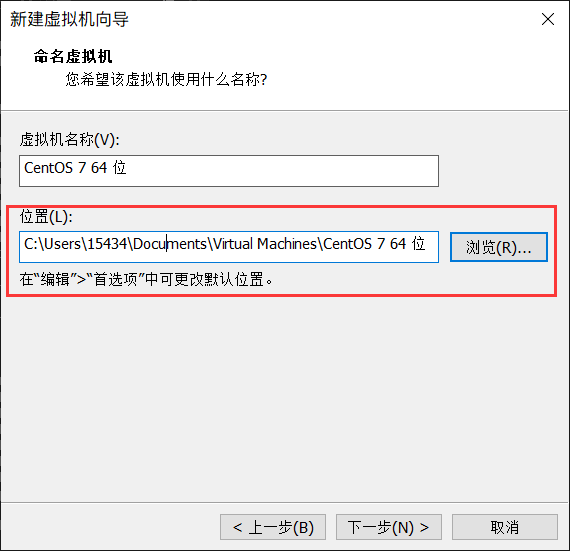 新建虚拟机向导
命名虚拟机
您希望该虚拟机使用什么名称?
虚拟机名称(V):
CentOS 7 64 位
位置(L):
C:\Users\15434\Documents\Virtual Machines\CentOS 7 64 位
浏览(R)...
在“编辑”>“首选项”中可更改默认位置。
< 上一步(B)
下一步(N) >
取消